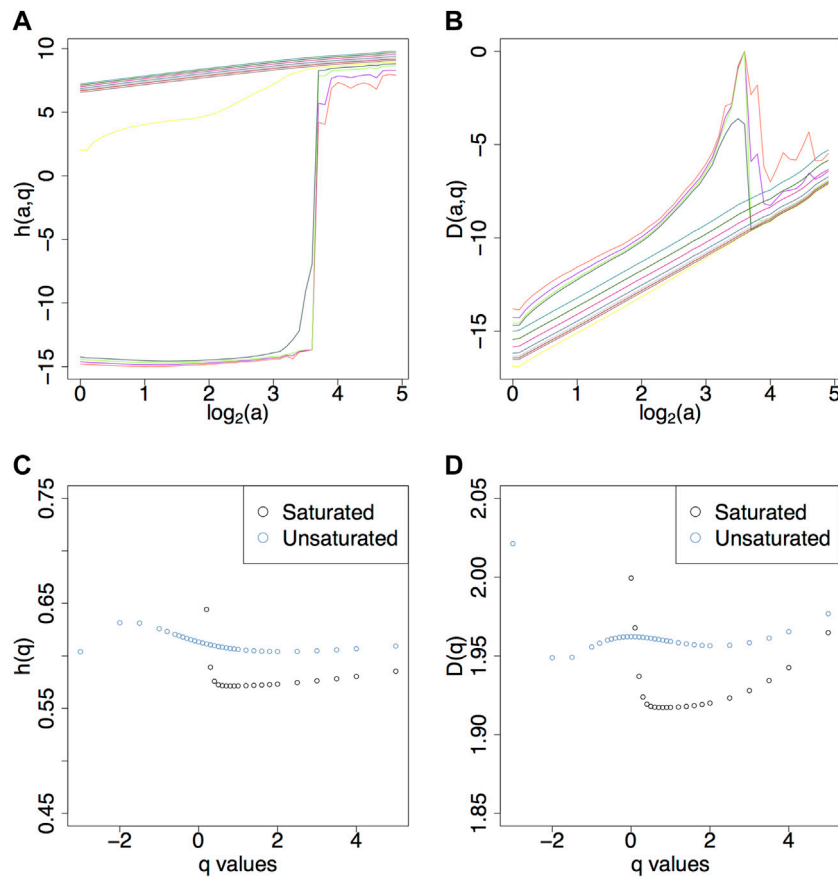 A
h(a,q)
10
5
0
−5
−10
−15
0 1 2 3 4 5
log2(a)
B
D(a,q)
0
−5
−10
−15
0 1 2 3 4 5
log2(a)
C
h(q)
0.75
0.65
0.55
0.45
Saturated
Unsaturated
−2 0 2 4
q values
D
D(q)
2.05
2.00
1.95
1.90
1.85
Saturated
Unsaturated
−2 0 2 4
q values